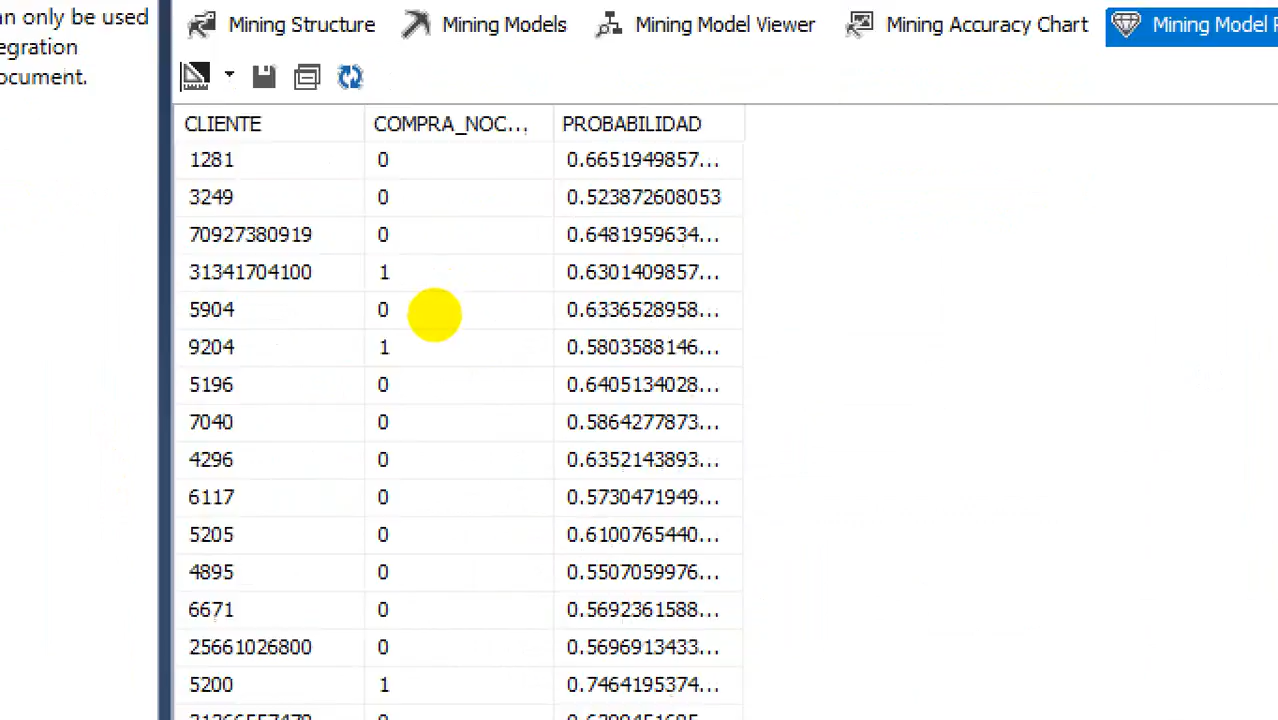 an only be used
egration
ocument.
Mining Structure Mining Models Mining Model Viewer Mining Accuracy Chart Mining Model
CLIENTE COMPRA_NOC... PROBABILIDAD
1281 0 0.6651949857...
3249 0 0.523872608053
70927380919 0 0.6481959634...
31341704100 1 0.6301409857...
5904 0 0.6336528958...
9204 1 0.5803588146...
5196 0 0.6405134028...
7040 0 0.5864277873...
4296 0 0.6352143893...
6117 0 0.5730471949...
5205 0 0.6100765440...
4895 0 0.5507059976...
6671 0 0.5692361588...
25661026800 0 0.5696913433...
5200 1 0.7464195374...